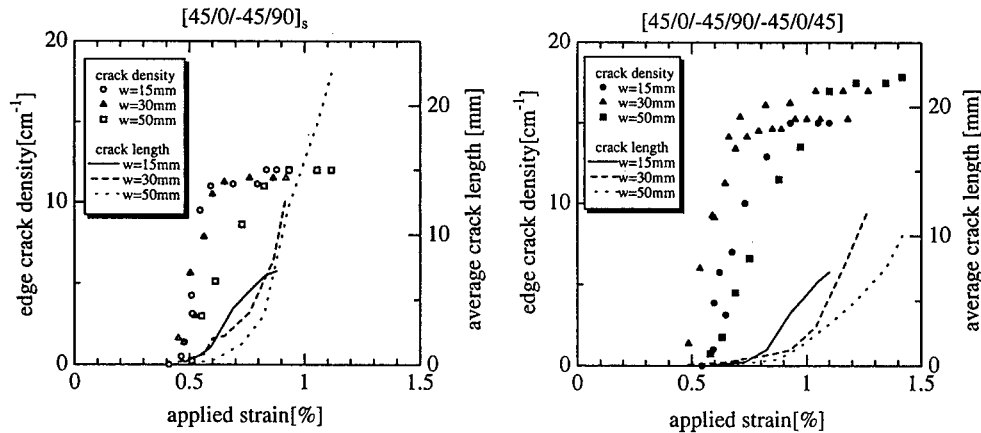 [45/0/-45/90]s
20
10
0
edge crack density[cm⁻¹]
crack density
w=15mm
w=30mm
w=50mm
crack length
w=15mm
w=30mm
w=50mm
20
10
0
average crack length [mm]
0 0.5 1 1.5
applied strain[%]
[45/0/-45/90/-45/0/45]
20
10
0
edge crack density[cm⁻¹]
crack density
w=15mm
w=30mm
w=50mm
crack length
w=15mm
w=30mm
w=50mm
20
10
0
average crack length [mm]
0 0.5 1 1.5
applied strain[%]